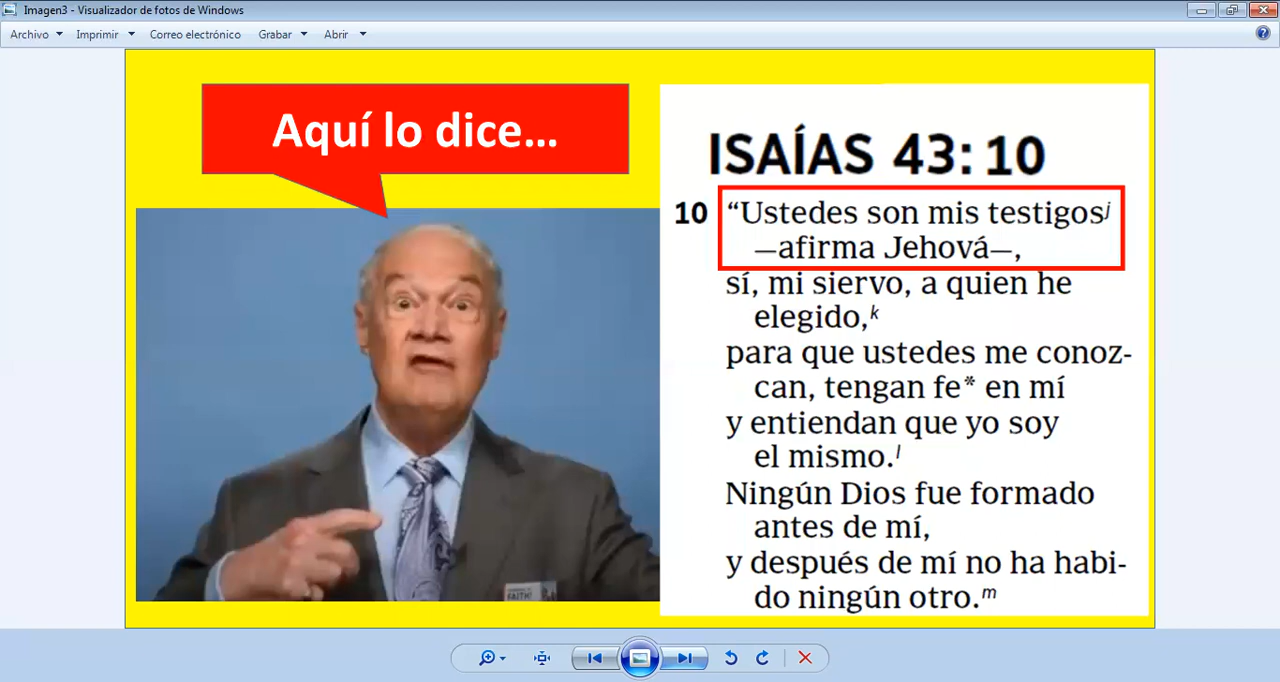 Imagen3 - Visualizador de fotos de Windows
Archivo Imprimir Correo electrónico Grabar Abrir
Aquí lo dice...
ISAÍAS 43:10
10 “Ustedes son mis testigosʲ
—afirma Jehová—,
sí, mi siervo, a quien he
elegido,ᵏ
para que ustedes me conoz-
can, tengan fe* en mí
y entiendan que yo soy
el mismo.ˡ
Ningún Dios fue formado
antes de mí,
y después de mí no ha habi-
do ningún otro.ᵐ
FAITH!